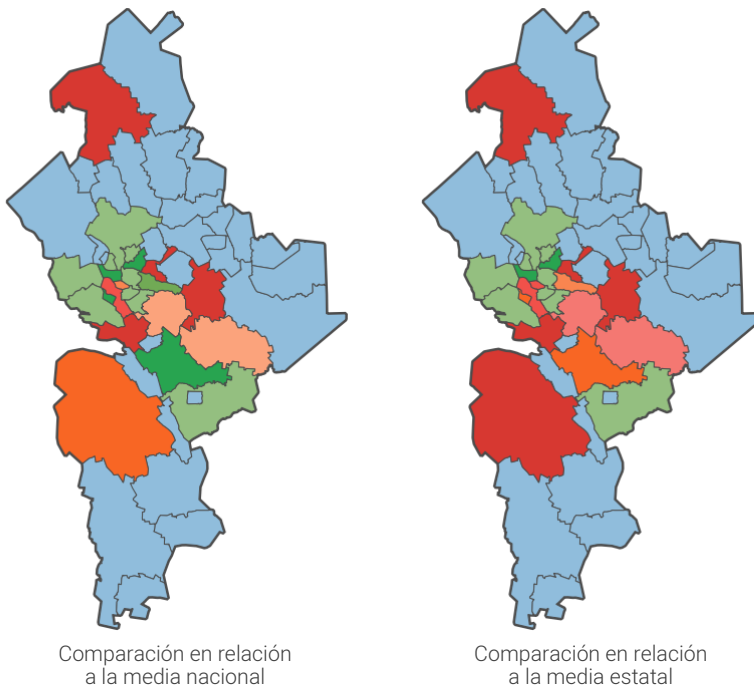 Comparación en relación
a la media nacional
Comparación en relación
a la media estatal